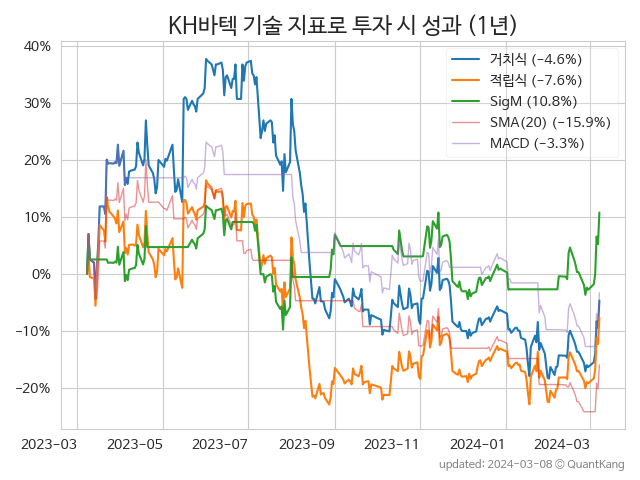 KH바텍 기술 지표로 투자 시 성과 (1년)
거치식 (−4.6%)
적립식 (−7.6%)
SigM (10.8%)
SMA(20) (−15.9%)
MACD (−3.3%)
40%
30%
20%
10%
0%
−10%
−20%
2023−03 2023−05 2023−07 2023−09 2023−11 2024−01 2024−03
updated: 2024−03−08 ⓒ QuantKang